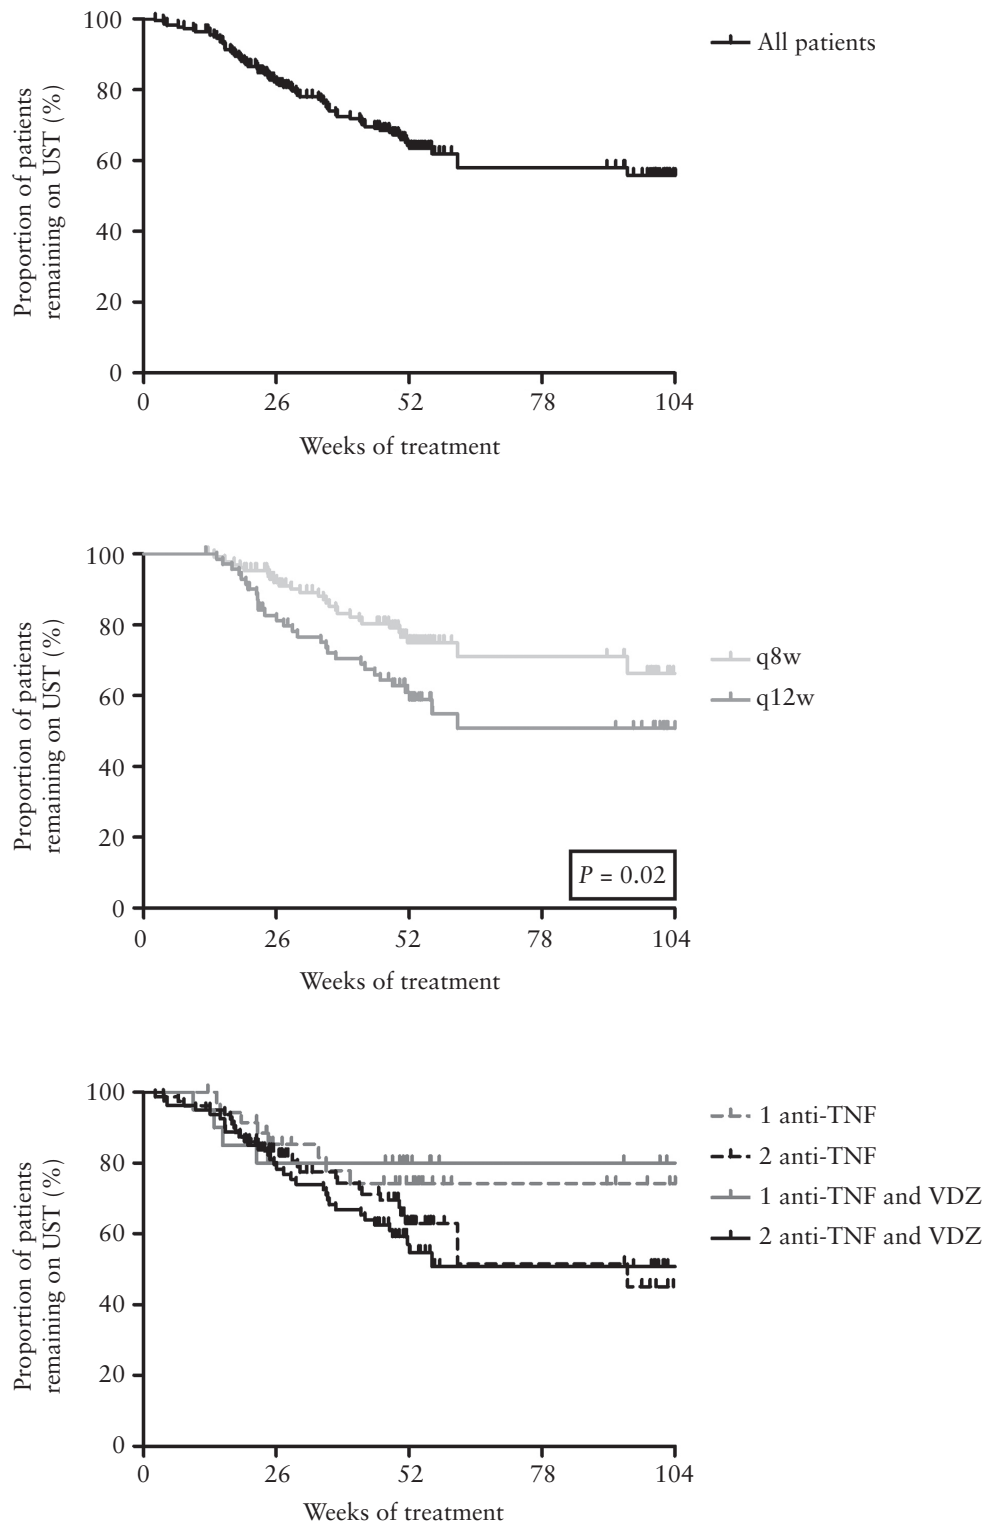 100
80
60
40
20
0
Proportion of patients
remaining on UST (%)
0 26 52 78 104
Weeks of treatment
All patients
100
80
60
40
20
0
Proportion of patients
remaining on UST (%)
q8w
q12w
P = 0.02
0 26 52 78 104
Weeks of treatment
100
80
60
40
20
0
Proportion of patients
remaining on UST (%)
1 anti-TNF
2 anti-TNF
1 anti-TNF and VDZ
2 anti-TNF and VDZ
0 26 52 78 104
Weeks of treatment